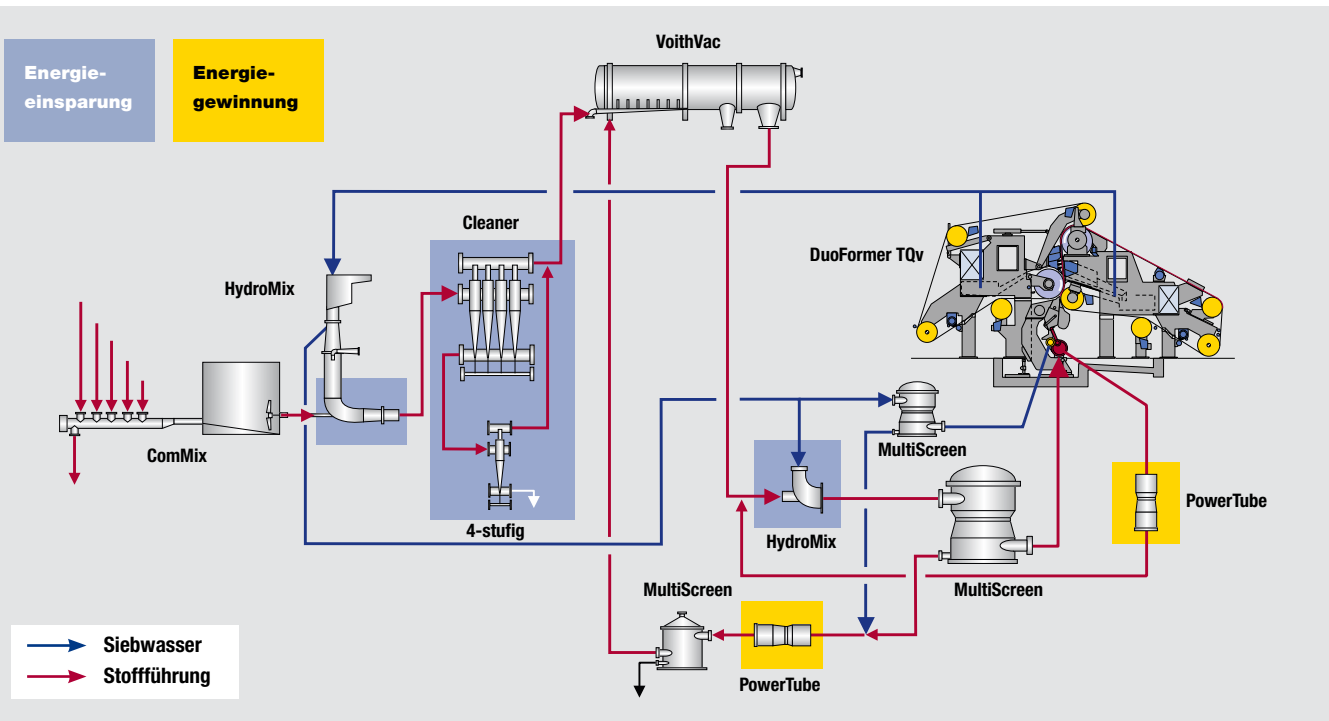 Energie-
einsparung
Energie-
gewinnung
VoithVac
Cleaner
DuoFormer TQv
HydroMix
ComMix
4-stufig
MultiScreen
HydroMix
PowerTube
MultiScreen
MultiScreen
PowerTube
Siebwasser
Stoffführung